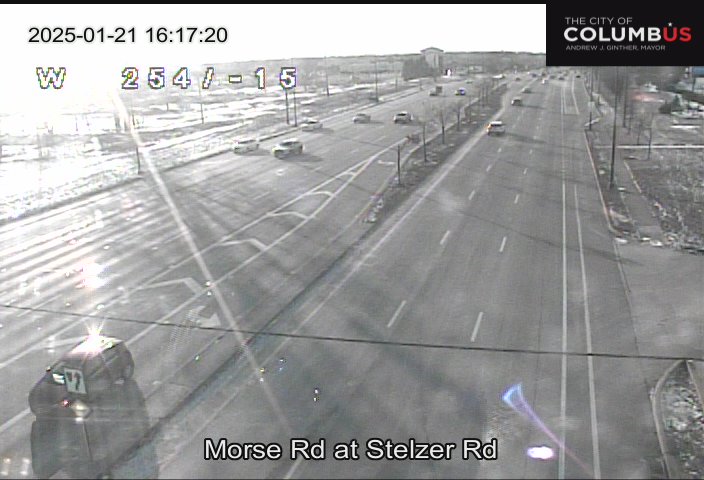 2025-01-21 16:17:20
THE CITY OF
COLUMBUS
ANDREW J. GINTHER, MAYOR
W 254/-15
Morse Rd at Stelzer Rd